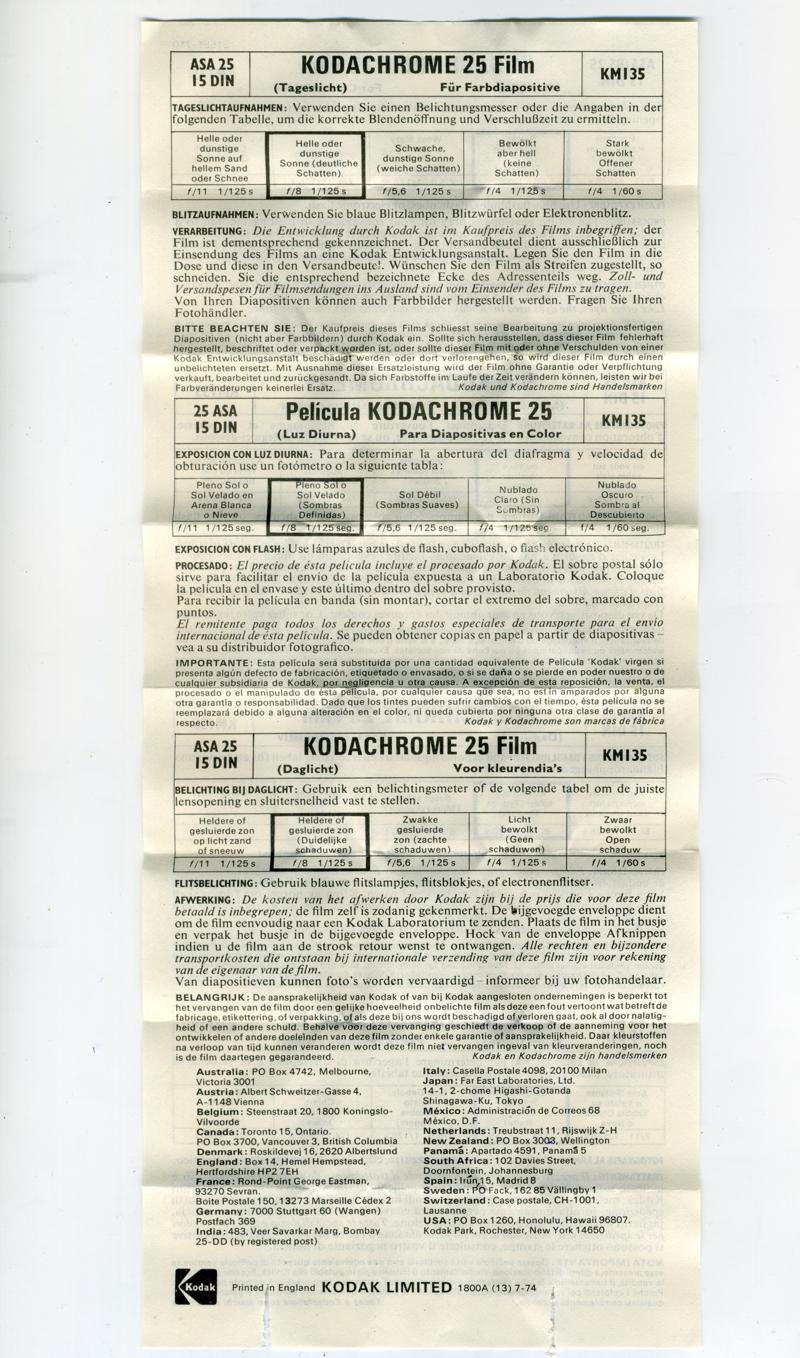 ASA 25
15 DIN
KODACHROME 25 Film
(Tageslicht) Für Farbdiapositive
KM135
TAGESLICHTAUFNAHMEN: Verwenden Sie einen Belichtungsmesser oder die Angaben in der
folgenden Tabelle, um die korrekte Blendenöffnung und Verschlußzeit zu ermitteln.
Helle oder
dunstige
Sonne auf
hellem Sand
oder Schnee
f/11 1/125 s
Helle oder
dunstige
Sonne (deutliche
Schatten)
f/8 1/125 s
Schwache,
dunstige Sonne
(weiche Schatten)
f/5,6 1/125 s
Bewölkt
aber hell
(keine
Schatten)
f/4 1/125 s
Stark
bewölkt
Offener
Schatten
f/4 1/60 s
BLITZAUFNAHMEN: Verwenden Sie blaue Blitzlampen, Blitzwürfel oder Elektronenblitz.
VERARBEITUNG: Die Entwicklung durch Kodak ist im Kaufpreis des Films inbegriffen; der
Film ist dementsprechend gekennzeichnet. Der Versandbeutel dient ausschließlich zur
Einsendung des Films an eine Kodak Entwicklungsanstalt. Legen Sie den Film in die
Dose und diese in den Versandbeutel. Wünschen Sie den Film als Streifen zugestellt, so
schneiden. Sie die entsprechend bezeichnete Ecke des Adressenteils weg. Zoll- und
Versandspesen für Filmsendungen ins Ausland sind vom Einsender des Films zu tragen.
Von Ihren Diapositiven können auch Farbbilder hergestellt werden. Fragen Sie Ihren
Fotohändler.
BITTE BEACHTEN SIE: Der Kaufpreis dieses Films schliesst seine Bearbeitung zu projektionsfertigen
Diapositiven (nicht aber Farbbildern) durch Kodak ein. Sollte sich herausstellen, dass dieser Film fehlerhaft
hergestellt, beschriftet oder verpackt worden ist, oder sollte dieser Film mit oder ohne Verschulden von einer
Kodak Entwicklungsanstalt beschädigt werden oder dort verlorengehen, so wird dieser Film durch einen
unbelichteten ersetzt. Mit Ausnahme dieser Ersatzleistung wird der Film ohne Garantie oder Verpflichtung
verkauft, bearbeitet und zurückgesandt. Da sich Farbstoffe im Laufe der Zeit verändern können, leisten wir bei
Farbveränderungen keinerlei Ersatz. Kodak und Kodachrome sind Handelsmarken
25 ASA
15 DIN
Película KODACHROME 25
(Luz Diurna) Para Diapositivas en Color
KM135
EXPOSICION CON LUZ DIURNA: Para determinar la abertura del diafragma y velocidad de
obturación use un fotómetro o la siguiente tabla:
Pleno Sol o
Sol Velado en
Arena Blanca
o Nieve
f/11 1/125 seg.
Pleno Sol o
Sol Velado
(Sombras
Definidas)
f/8 1/125 seg.
Sol Débil
(Sombras Suaves)
f/5,6 1/125 seg.
Nublado
Claro (Sin
Sombras)
f/4 1/125 seg.
Nublado
Oscuro
Sombra al
Descubierto
f/4 1/60 seg.
EXPOSICION CON FLASH: Use lámparas azules de flash, cuboflash, o flash electrónico.
PROCESADO: El precio de ésta película incluye el procesado por Kodak. El sobre postal sólo
sirve para facilitar el envío de la película expuesta a un Laboratorio Kodak. Coloque
la película en el envase y este último dentro del sobre provisto.
Para recibir la película en banda (sin montar), cortar el extremo del sobre, marcado con
puntos.
El remitente paga todos los derechos y gastos especiales de transporte para el envío
internacional de ésta película. Se pueden obtener copias en papel a partir de diapositivas –
vea a su distribuidor fotografico.
IMPORTANTE: Esta película será substituida por una cantidad equivalente de Película 'Kodak' virgen si
presenta algún defecto de fabricación, etiquetado o envasado, o si se daña o se pierde en poder nuestro o de
cualquier subsidiaria de Kodak, por negligencia u otra causa. A excepción de esta reposición, la venta, el
procesado o el manipulado de ésta película, por cualquier causa que sea, no están amparados por alguna
otra garantía o responsabilidad. Dado que los tintes pueden sufrir cambios con el tiempo, ésta película no se
reemplazará debido a alguna alteración en el color, ni queda cubierta por ninguna otra clase de garantía al
respecto. Kodak y Kodachrome son marcas de fábrica
ASA 25
15 DIN
KODACHROME 25 Film
(Daglicht) Voor kleurendia's
KM135
BELICHTING BIJ DAGLICHT: Gebruik een belichtingsmeter of de volgende tabel om de juiste
lensopening en sluitersnelheid vast te stellen.
Heldere of
gesluierde zon
op licht zand
of sneeuw
f/11 1/125 s
Heldere of
gesluierde zon
(Duidelijke
schaduwen)
f/8 1/125 s
Zwakke
gesluierde
zon (zachte
schaduwen)
f/5,6 1/125 s
Licht
bewolkt
(Geen
schaduwen)
f/4 1/125 s
Zwaar
bewolkt
Open
schaduw
f/4 1/60 s
FLITSBELICHTING: Gebruik blauwe flitslampjes, flitsblokjes, of electronenflitser.
AFWERKING: De kosten van het afwerken door Kodak zijn bij de prijs die voor deze film
betaald is inbegrepen; de film zelf is zodanig gekenmerkt. De bijgevoegde enveloppe dient
om de film eenvoudig naar een Kodak Laboratorium te zenden. Plaats de film in het busje
en verpak het busje in de bijgevoegde enveloppe. Hock van de enveloppe Afknippen
indien u de film aan de strook retour wenst te ontwangen. Alle rechten en bijzondere
transportkosten die ontstaan bij internationale verzending van deze film zijn voor rekening
van de eigenaar van de film.
Van diapositieven kunnen foto's worden vervaardigd – informeer bij uw fotohandelaar.
BELANGRIJK: De aansprakelijkheid van Kodak of van bij Kodak aangesloten ondernemingen is beperkt tot
het vervangen van de film door een gelijke hoeveelheid onbelichte film als deze een fout vertoont wat betreft de
fabricage, etikettering, of verpakking, of als deze bij ons wordt beschadigd of verloren gaat, ook al door nalatig-
heid of een andere schuld. Behalve voor deze vervanging geschiedt de verkoop of de aanneming voor het
ontwikkelen of andere doeleinden van deze film zonder enkele garantie of aansprakelijkheid. Daar kleurstoffen
na verloop van tijd kunnen veranderen wordt deze film niet vervangen ingeval van kleurveranderingen, noch
is de film daartegen gegarandeerd. Kodak en Kodachrome zijn handelsmerken
Australia: PO Box 4742, Melbourne,
Victoria 3001
Austria: Albert Schweitzer-Gasse 4,
A-1148 Vienna
Belgium: Steenstraat 20, 1800 Koningslo-
Vilvoorde
Canada: Toronto 15, Ontario.
PO Box 3700, Vancouver 3, British Columbia
Denmark: Roskildevej 16, 2620 Albertslund
England: Box 14, Hemel Hempstead,
Hertfordshire HP2 7EH
France: Rond-Point George Eastman,
93270 Sevran.
Boite Postale 150, 13273 Marseille Cédex 2
Germany: 7000 Stuttgart 60 (Wangen)
Postfach 369
India: 483, Veer Savarkar Marg, Bombay
25-DD (by registered post)
Italy: Casella Postale 4098, 20100 Milan
Japan: Far East Laboratories, Ltd.
14-1, 2-chome Higashi-Gotanda
Shinagawa-Ku, Tokyo
México: Administración de Correos 68
México, D.F.
Netherlands: Treubstraat 11, Rijswijk Z-H
New Zealand: PO Box 3003, Wellington
Panamá: Apartado 4591, Panamá 5
South Africa: 102 Davies Street,
Doornfontein, Johannesburg
Spain: Irún 15, Madrid 8
Sweden: PO Fack, 162 85 Vällingby 1
Switzerland: Case postale, CH-1001,
Lausanne
USA: PO Box 1260, Honolulu, Hawaii 96807.
Kodak Park, Rochester, New York 14650
Kodak
Printed in England KODAK LIMITED 1800A (13) 7-74